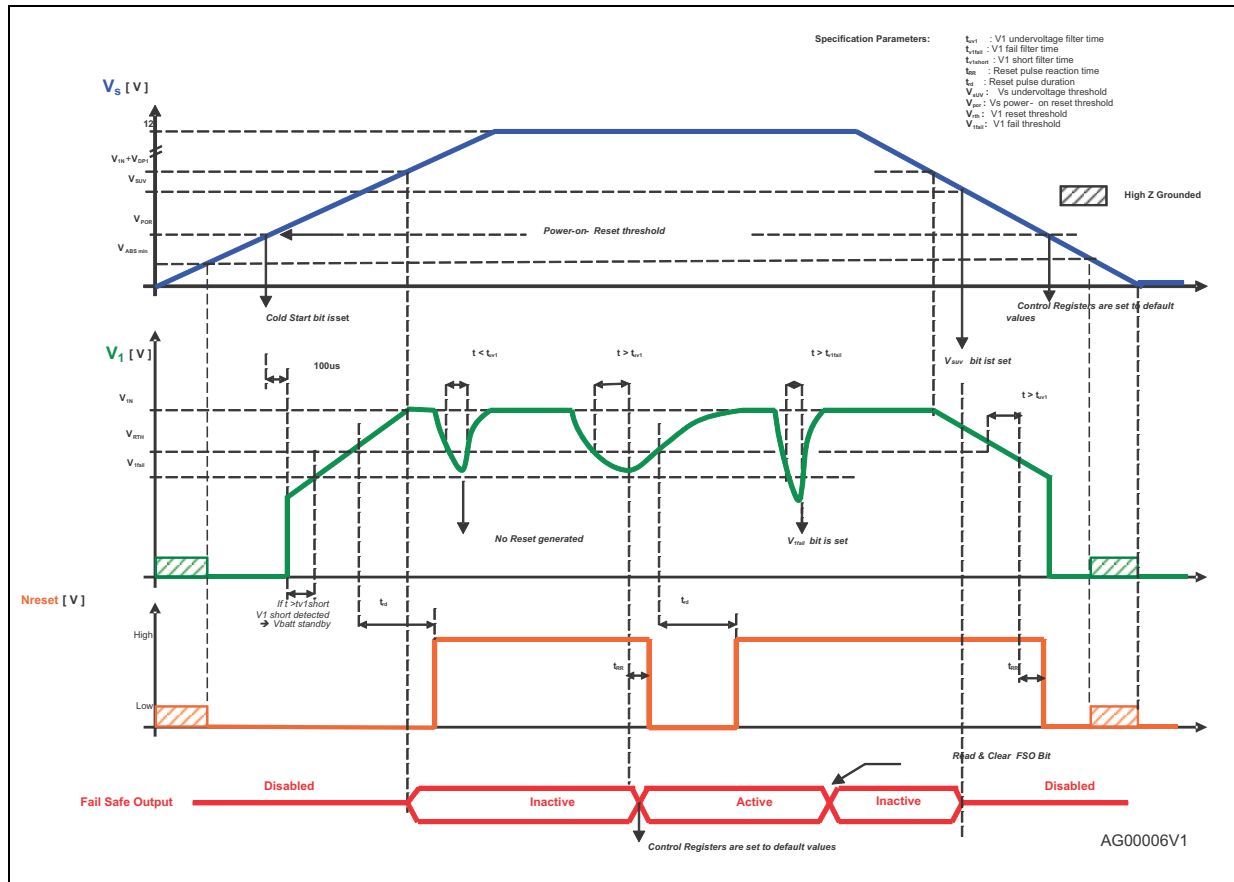 Specification Parameters:
tuv1 : V1 undervoltage filter time
tv1fail : V1 fail filter time
tv1short : V1 short filter time
tRR : Reset pulse reaction time
trd : Reset pulse duration
VsUV : Vs undervoltage threshold
Vpor : Vs power- on reset threshold
Vrth : V1 reset threshold
V1fail : V1 fail threshold
Vs [ V ]
12
V1N +VDP1
VSUV
VPOR
VABS min
High Z Grounded
Power-on- Reset threshold
Cold Start bit isset
Control Registers are set to default
values
VSUV bit ist set
V1 [ V ]
100us
t < tuv1
t > tuv1
t > tv1fail
t > tuv1
V1N
VRTH
V1fail
No Reset generated
V1fail bit is set
Nreset [ V ]
If t >tv1short
V1 short detected
➔ Vbatt standby
trd
trd
High
tRR
tRR
Low
Read & Clear FSO Bit
Fail Safe Output
Disabled
Inactive
Active
Inactive
Disabled
Control Registers are set to default values
AG00006V1